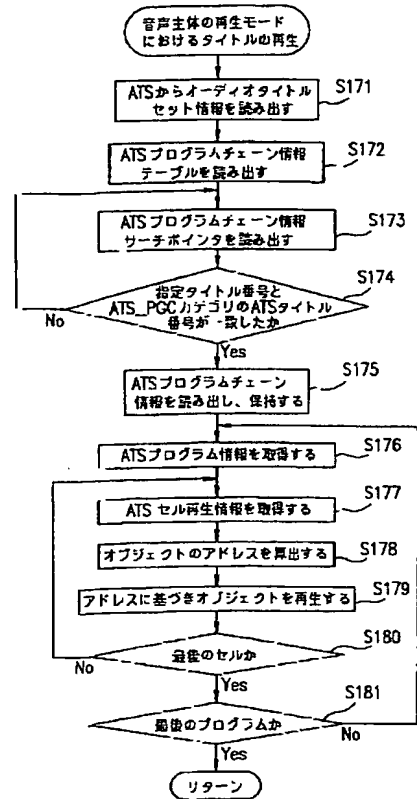 音声主体の再生モード
におけるタイトルの再生
ATSからオーディオタイトル
セット情報を読み出す
S171
ATSプログラムチェーン情報
テーブルを読み出す
S172
ATSプログラムチェーン情報
サーチポインタを読み出す
S173
指定タイトル番号と
ATS_PGCカテゴリのATSタイトル
番号が一致したか
S174
No
Yes
ATSプログラムチェーン
情報を読み出し、保持する
S175
ATSプログラム情報を取得する
S176
ATS セル再生情報を取得する
S177
オブジェクトのアドレスを算出する
S178
アドレスに基づきオブジェクトを再生する
S179
最後のセルか
S180
No
Yes
最後のプログラムか
S181
No
Yes
リターン